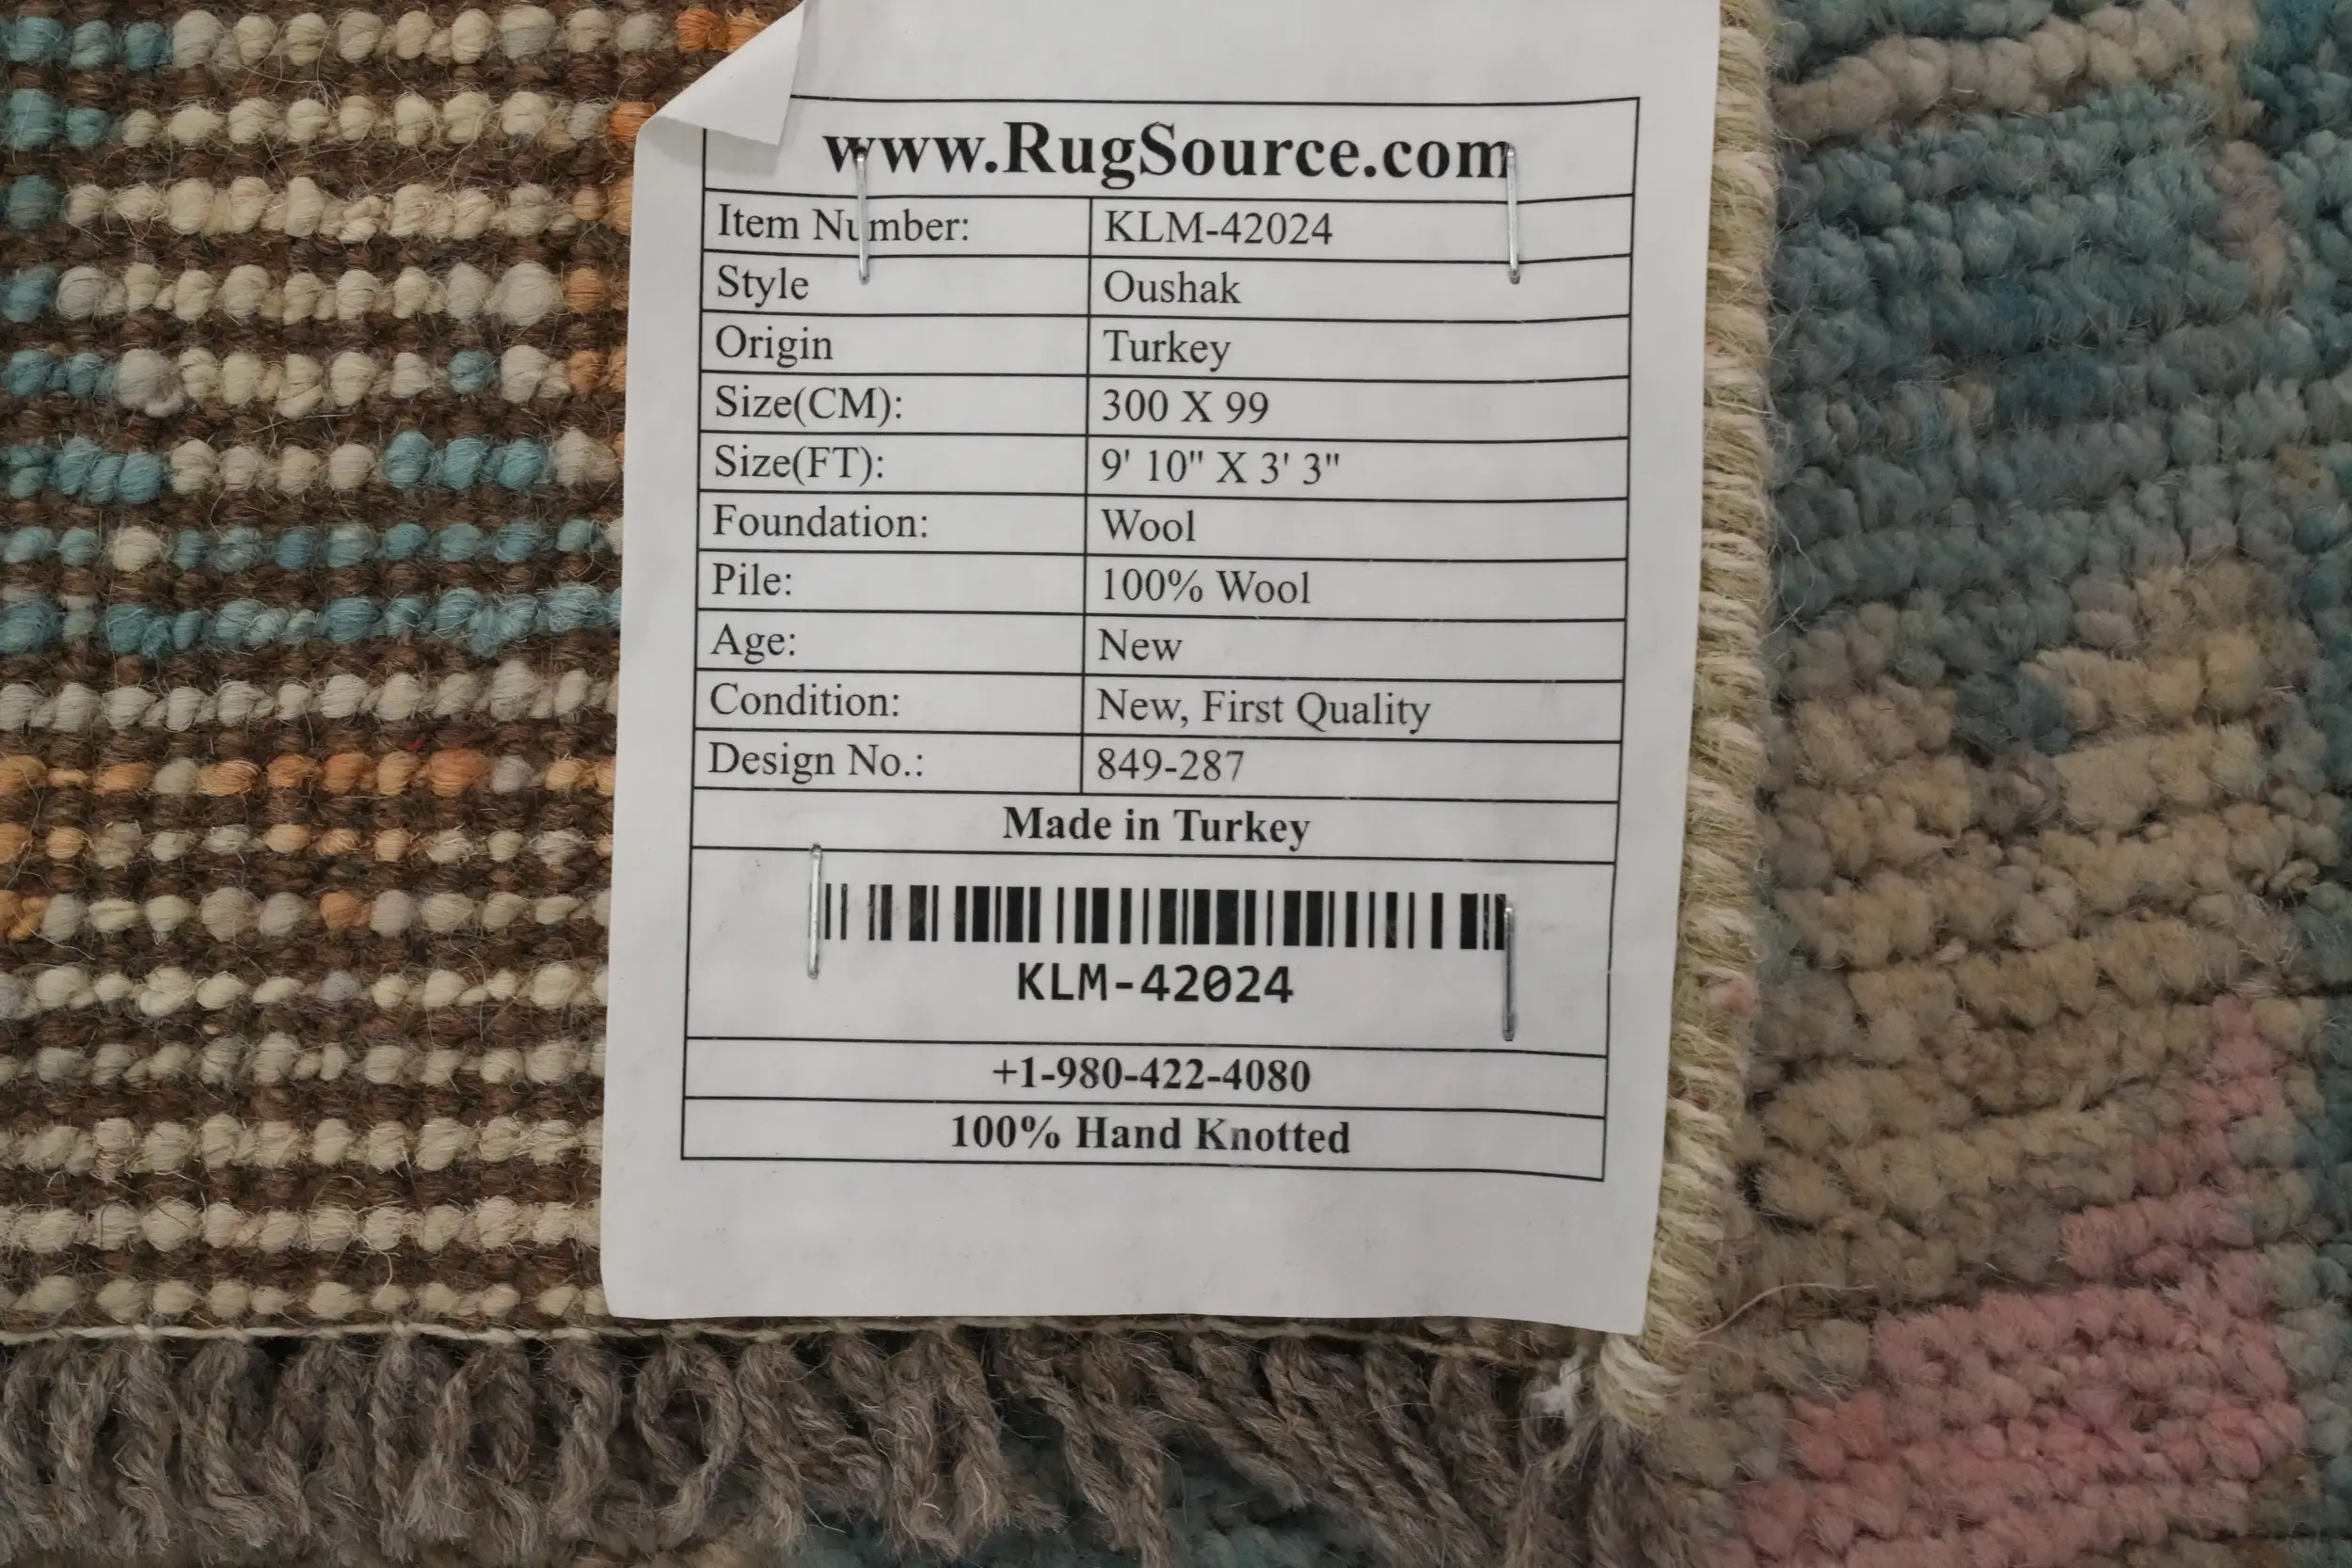 www.RugSource.com
Item Number: KLM-42024
Style Oushak
Origin Turkey
Size(CM): 300 X 99
Size(FT): 9' 10" X 3' 3"
Foundation: Wool
Pile: 100% Wool
Age: New
Condition: New, First Quality
Design No.: 849-287
Made in Turkey
KLM-42024
+1-980-422-4080
100% Hand Knotted